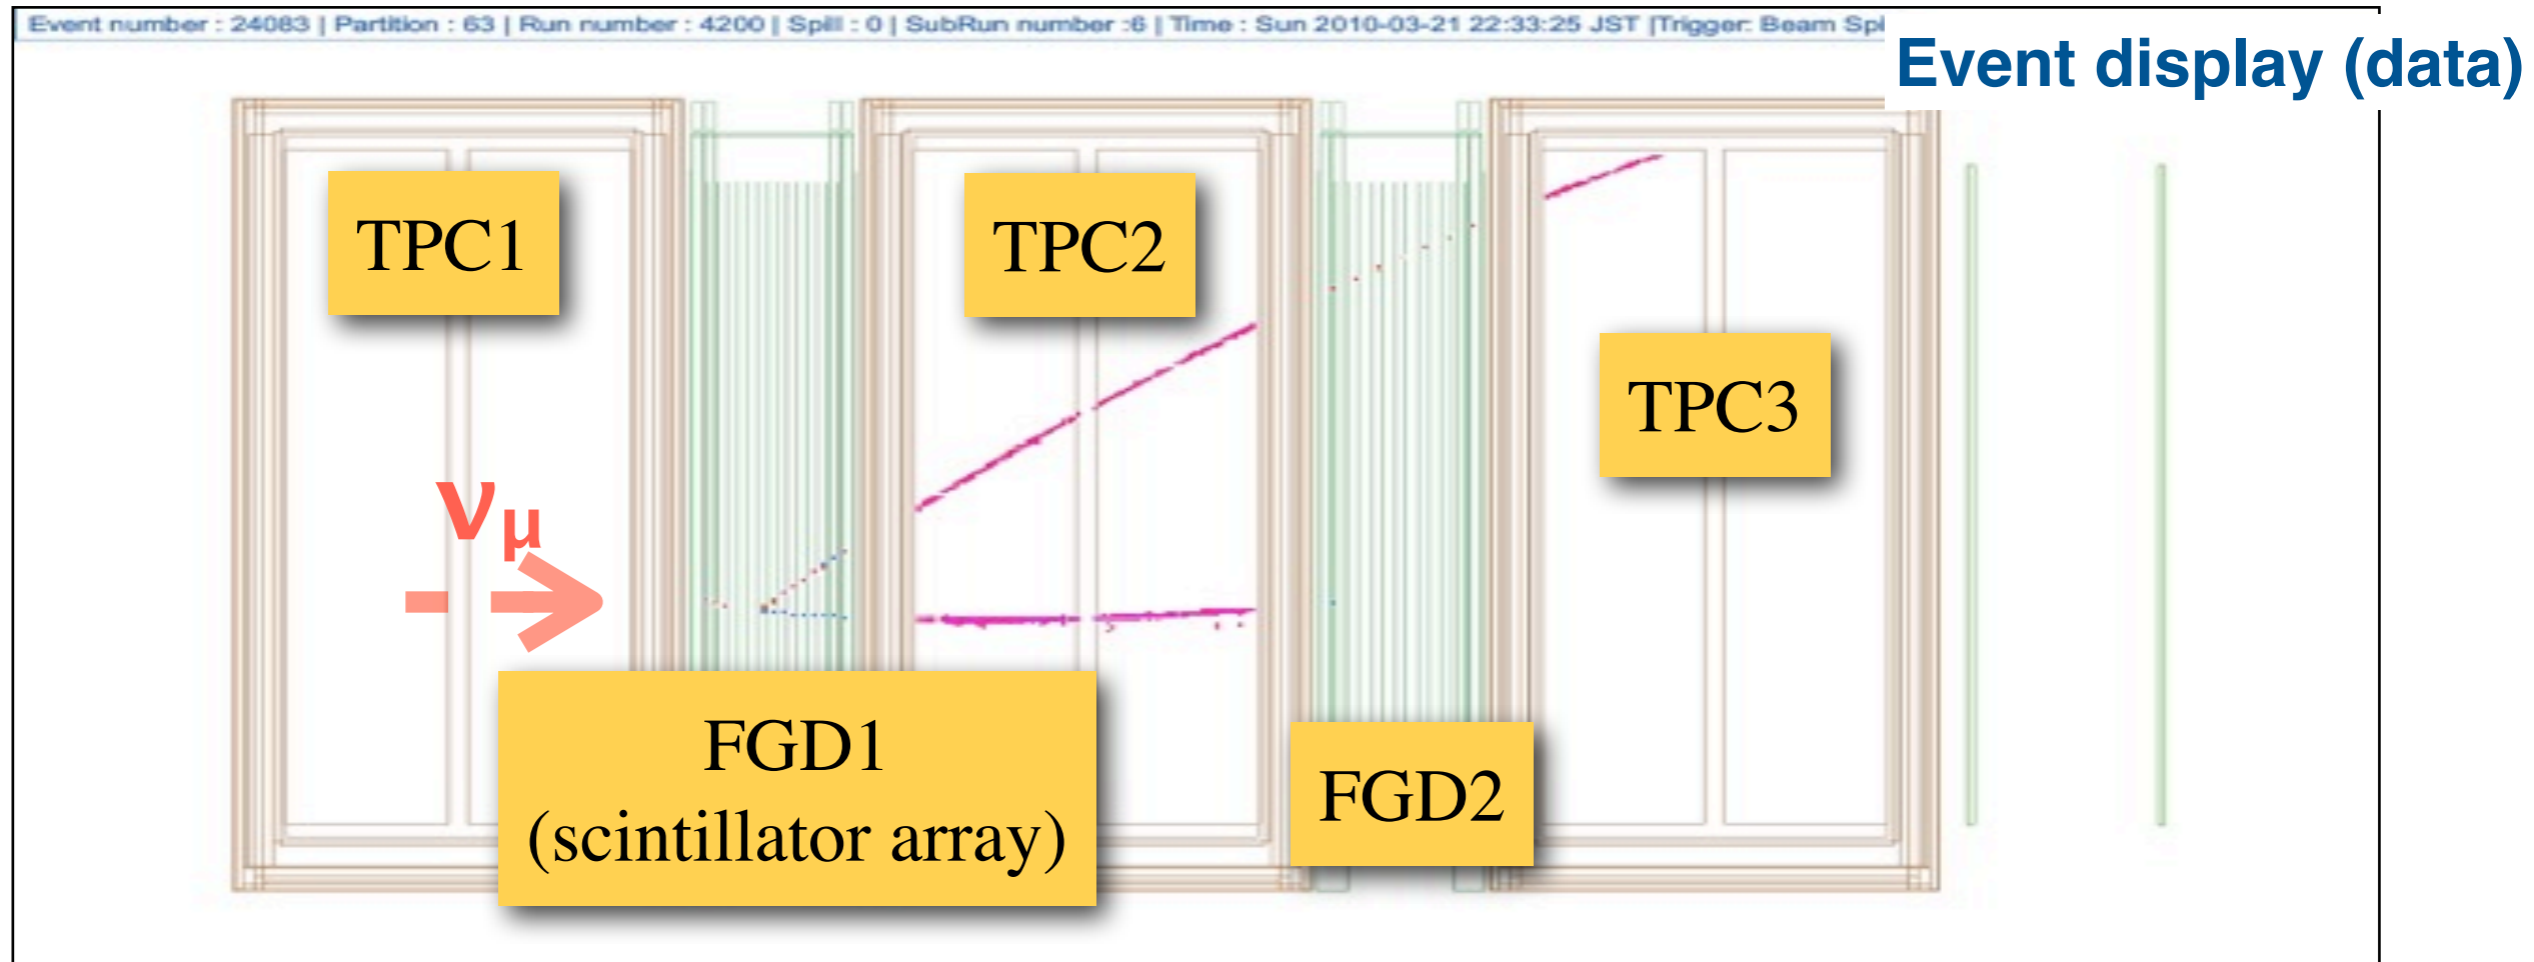 Event number : 24083 | Partition : 63 | Run number : 4200 | Spill : 0 | SubRun number :6 | Time : Sun 2010-03-21 22:33:25 JST |Trigger: Beam Spi
Event display (data)
TPC1
TPC2
TPC3
νμ
FGD1
(scintillator array)
FGD2